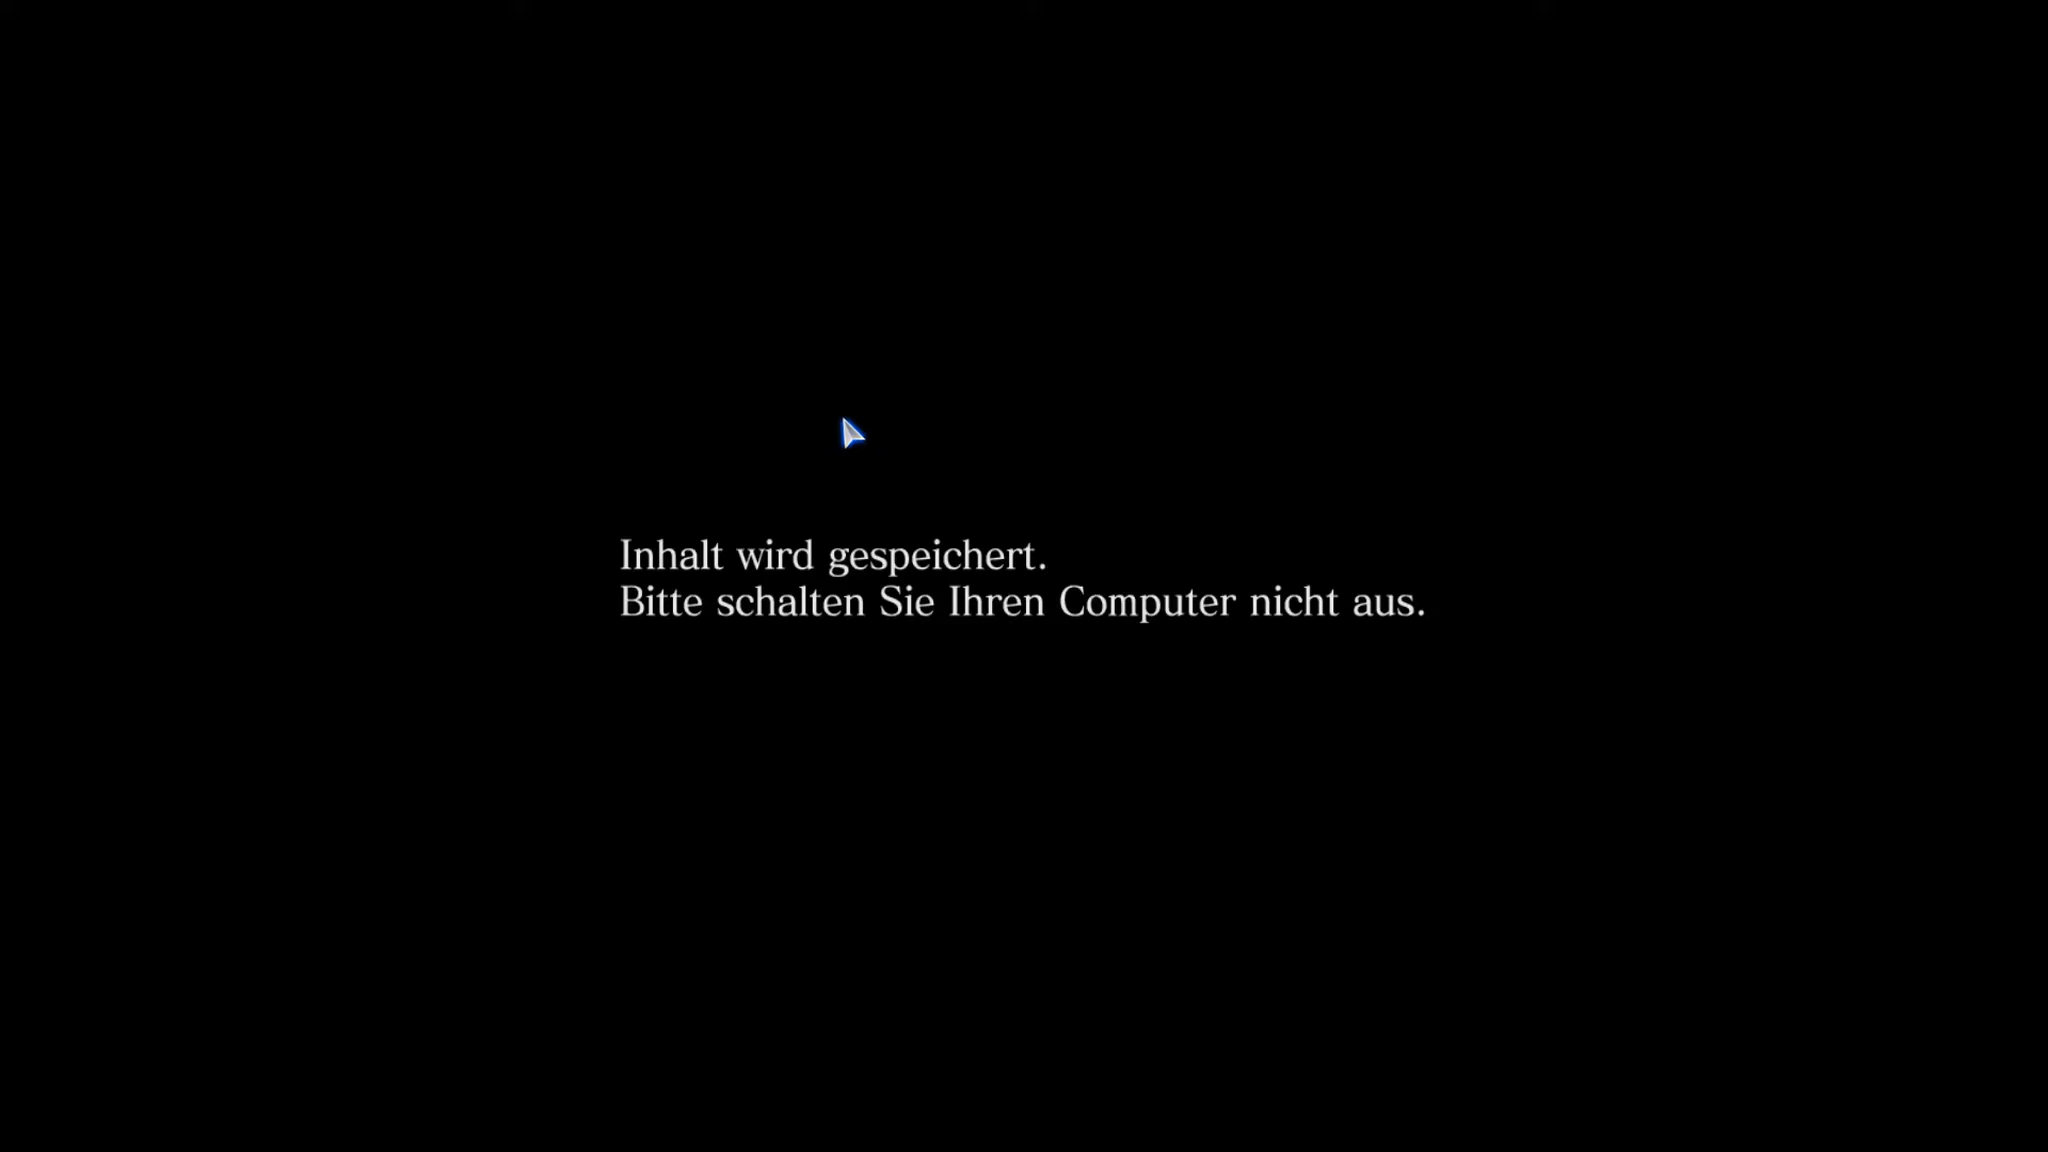 Inhalt wird gespeichert.
Bitte schalten Sie Ihren Computer nicht aus.